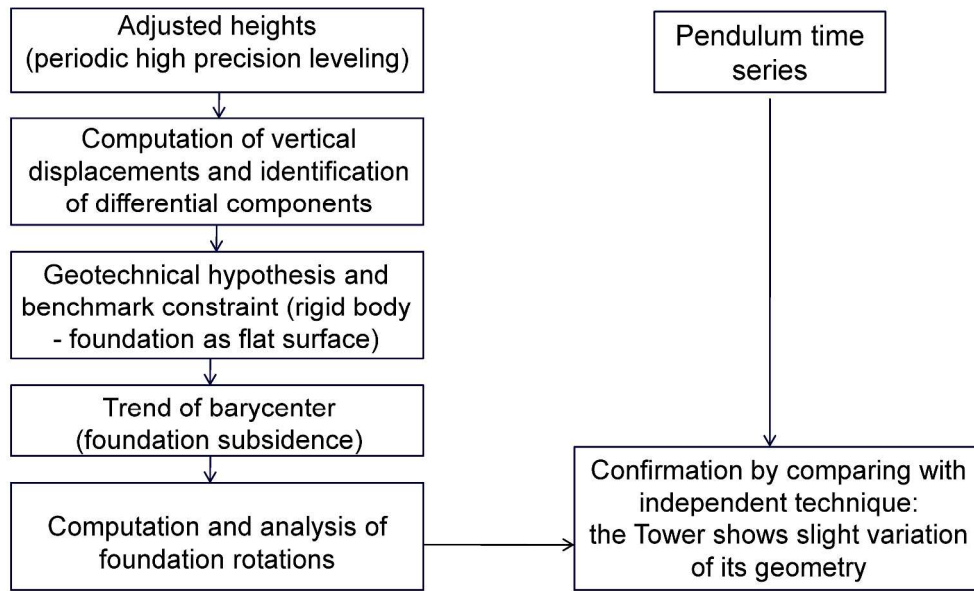 Adjusted heights
(periodic high precision leveling)
Computation of vertical
displacements and identification
of differential components
Geotechnical hypothesis and
benchmark constraint (rigid body
- foundation as flat surface)
Trend of barycenter
(foundation subsidence)
Computation and analysis of
foundation rotations
Pendulum time
series
Confirmation by comparing with
independent technique:
the Tower shows slight variation
of its geometry